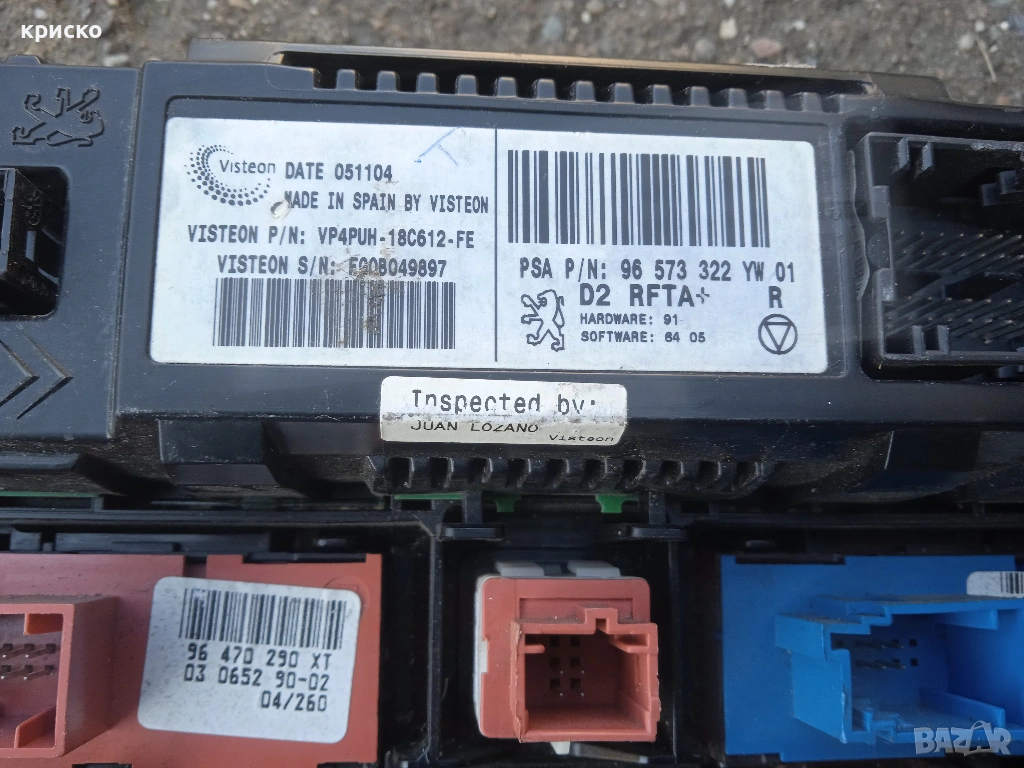 криско
Visteon DATE 051104
MADE IN SPAIN BY VISTEON
VISTEON P/N: VP4PUH-18C612-FE
VISTEON S/N: E00B049897
PSA P/N: 96 573 322 YW 01
D2 RFTA+ R
HARDWARE: 91
SOFTWARE: 64 05
Inspected by:
JUAN LOZANO
Visteon
96 470 290 XT
03 0652 90-02
04/260
BAZAR